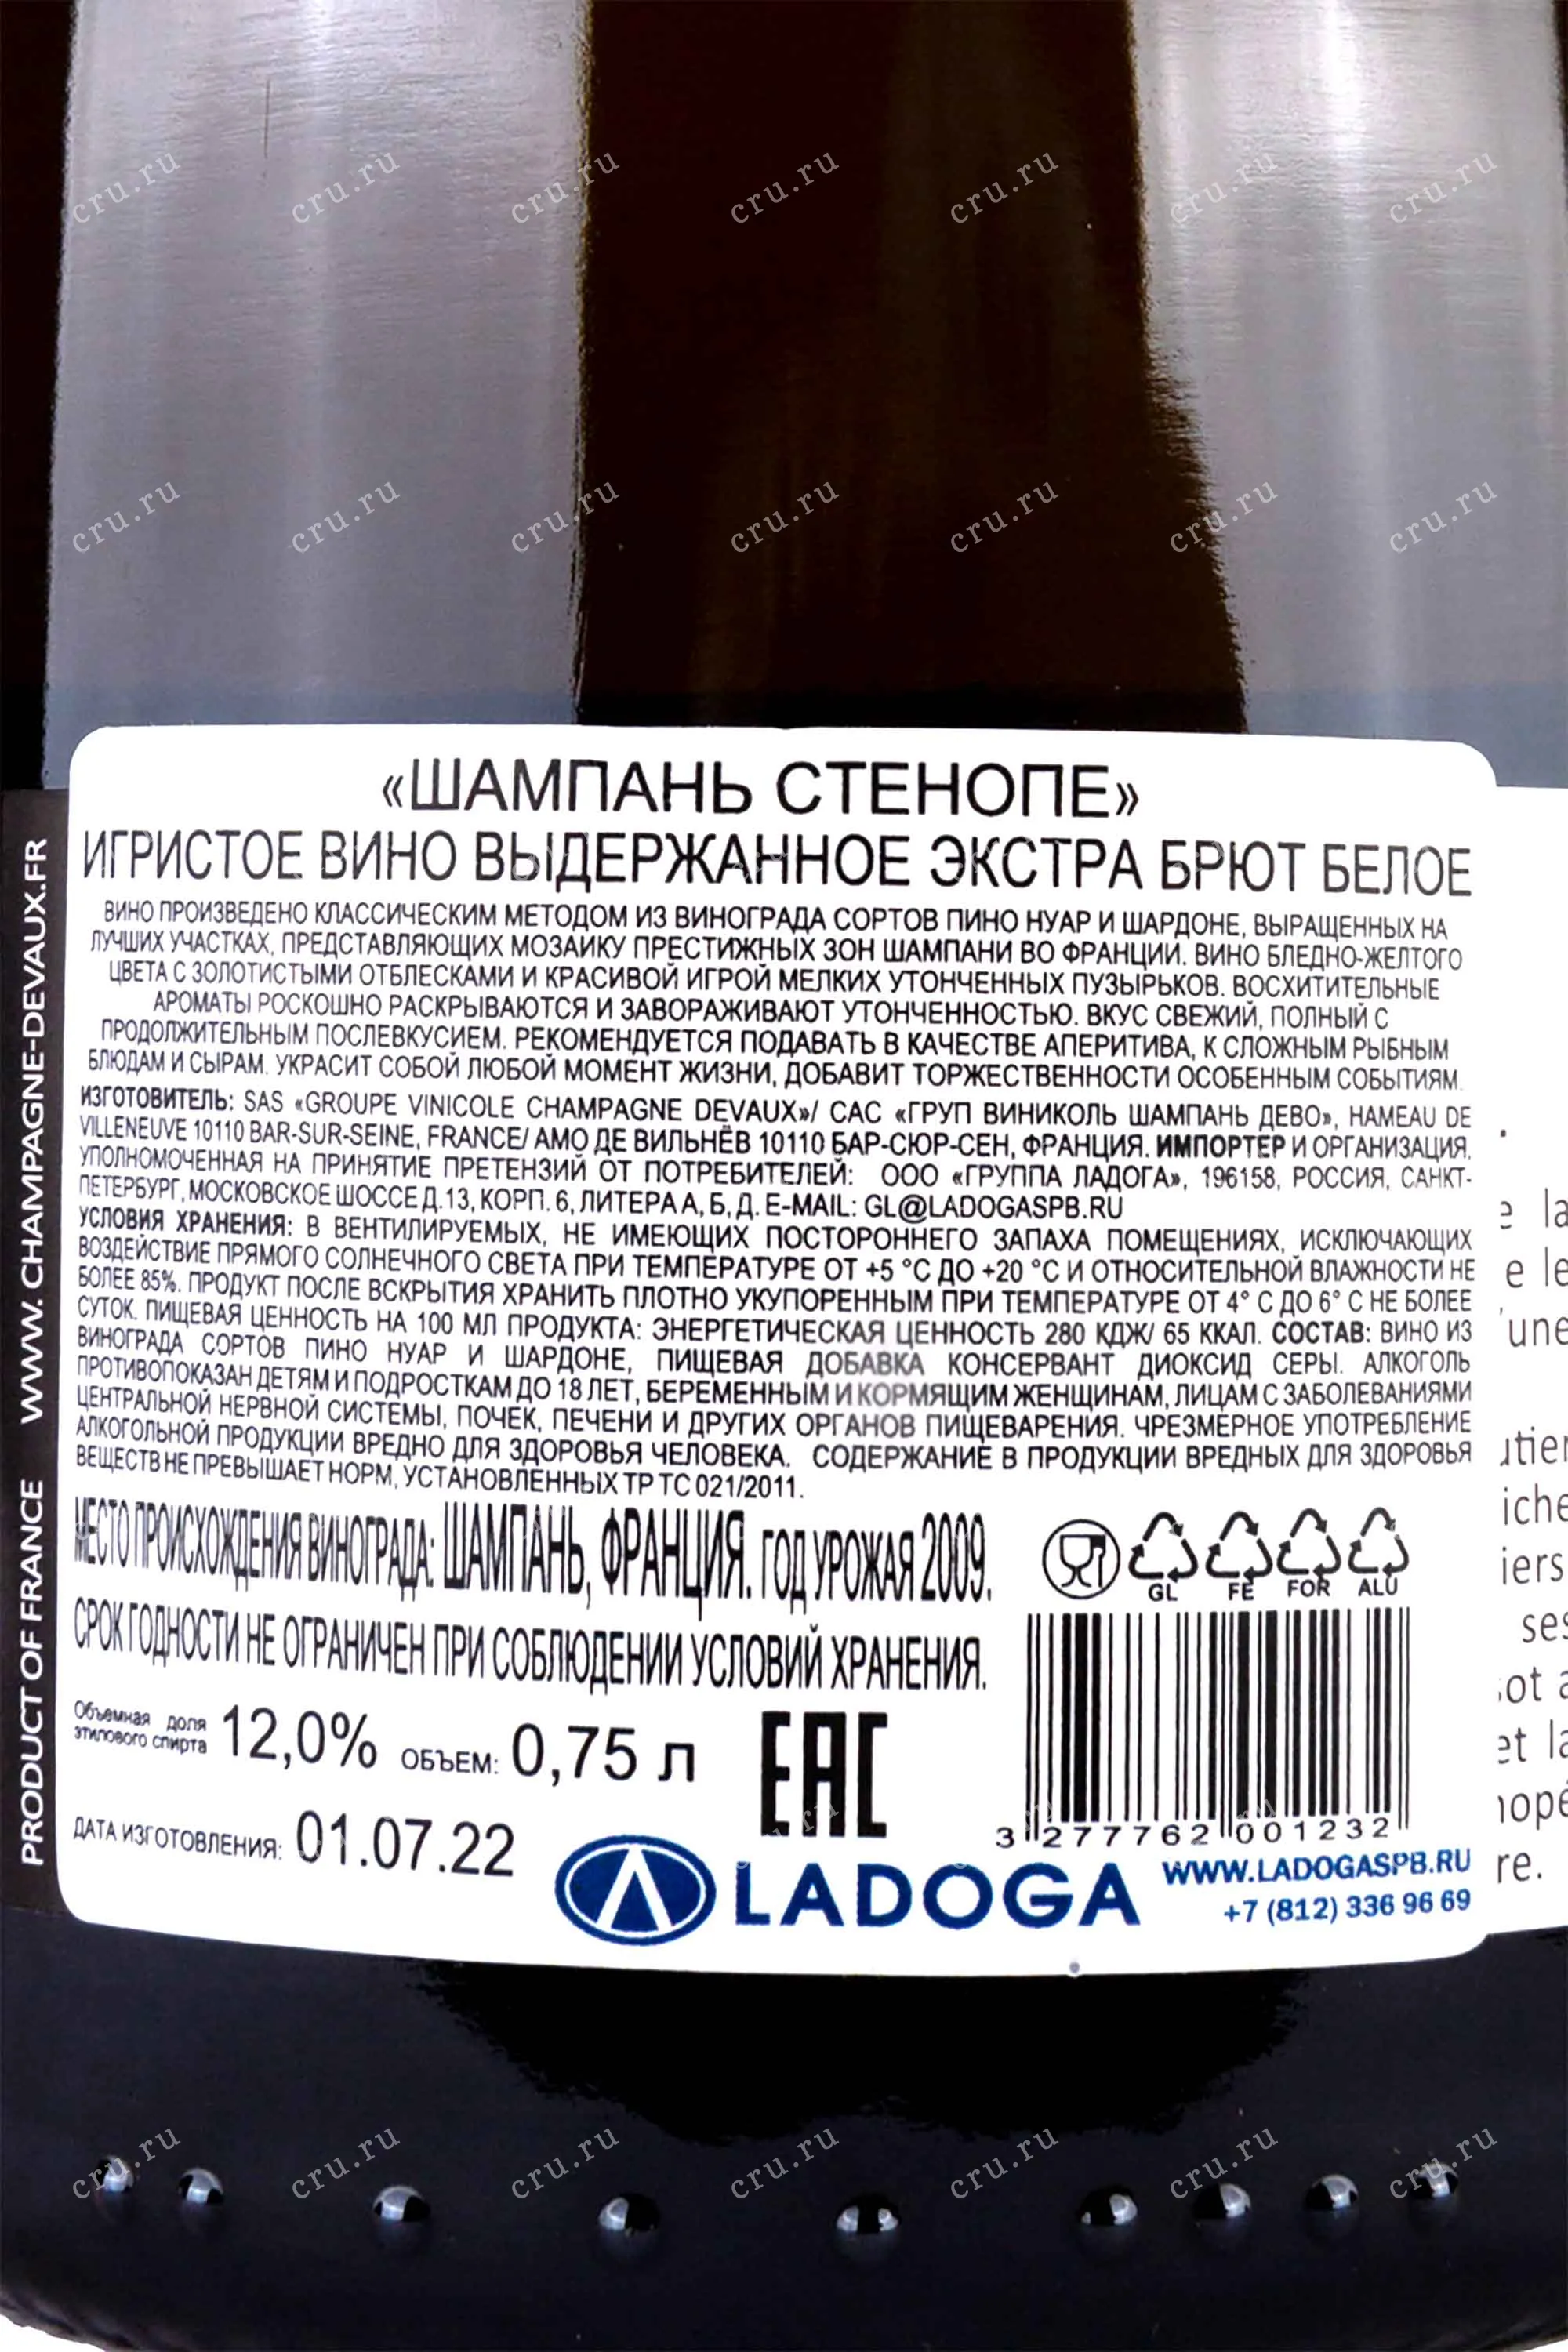 «ШАМПАНЬ СТЕНОПЕ»
ИГРИСТОЕ ВИНО ВЫДЕРЖАННОЕ ЭКСТРА БРЮТ БЕЛОЕ
ВИНО ПРОИЗВЕДЕНО КЛАССИЧЕСКИМ МЕТОДОМ ИЗ ВИНОГРАДА СОРТОВ ПИНО НУАР И ШАРДОНЕ, ВЫРАЩЕННЫХ НА
ЛУЧШИХ УЧАСТКАХ, ПРЕДСТАВЛЯЮЩИХ МОЗАИКУ ПРЕСТИЖНЫХ ЗОН ШАМПАНИ ВО ФРАНЦИИ. ВИНО БЛЕДНО-ЖЕЛТОГО
ЦВЕТА С ЗОЛОТИСТЫМИ ОТБЛЕСКАМИ И КРАСИВОЙ ИГРОЙ МЕЛКИХ УТОНЧЕННЫХ ПУЗЫРЬКОВ. ВОСХИТИТЕЛЬНЫЕ
АРОМАТЫ РОСКОШНО РАСКРЫВАЮТСЯ И ЗАВОРАЖИВАЮТ УТОНЧЕННОСТЬЮ. ВКУС СВЕЖИЙ, ПОЛНЫЙ С
ПРОДОЛЖИТЕЛЬНЫМ ПОСЛЕВКУСИЕМ. РЕКОМЕНДУЕТСЯ ПОДАВАТЬ В КАЧЕСТВЕ АПЕРИТИВА, К СЛОЖНЫМ РЫБНЫМ
БЛЮДАМ И СЫРАМ. УКРАСИТ СОБОЙ ЛЮБОЙ МОМЕНТ ЖИЗНИ, ДОБАВИТ ТОРЖЕСТВЕННОСТИ ОСОБЕННЫМ СОБЫТИЯМ.
ИЗГОТОВИТЕЛЬ: SAS «GROUPE VINICOLE CHAMPAGNE DEVAUX»/ САС «ГРУП ВИНИКОЛЬ ШАМПАНЬ ДЕВО», HAMEAU DE
VILLENEUVE 10110 BAR-SUR-SEINE, FRANCE/ АМО ДЕ ВИЛЬНЁВ 10110 БАР-СЮР-СЕН, ФРАНЦИЯ. ИМПОРТЕР И ОРГАНИЗАЦИЯ,
УПОЛНОМОЧЕННАЯ НА ПРИНЯТИЕ ПРЕТЕНЗИЙ ОТ ПОТРЕБИТЕЛЕЙ: ООО «ГРУППА ЛАДОГА», 196158, РОССИЯ, САНКТ-
ПЕТЕРБУРГ, МОСКОВСКОЕ ШОССЕ Д.13, КОРП. 6, ЛИТЕРА А, Б, Д. E-MAIL: GL@LADOGASPB.RU
УСЛОВИЯ ХРАНЕНИЯ: В ВЕНТИЛИРУЕМЫХ, НЕ ИМЕЮЩИХ ПОСТОРОННЕГО ЗАПАХА ПОМЕЩЕНИЯХ, ИСКЛЮЧАЮЩИХ
ВОЗДЕЙСТВИЕ ПРЯМОГО СОЛНЕЧНОГО СВЕТА ПРИ ТЕМПЕРАТУРЕ ОТ +5 °С ДО +20 °С И ОТНОСИТЕЛЬНОЙ ВЛАЖНОСТИ НЕ
БОЛЕЕ 85%. ПРОДУКТ ПОСЛЕ ВСКРЫТИЯ ХРАНИТЬ ПЛОТНО УКУПОРЕННЫМ ПРИ ТЕМПЕРАТУРЕ ОТ 4° С ДО 6° С НЕ БОЛЕЕ
СУТОК. ПИЩЕВАЯ ЦЕННОСТЬ НА 100 МЛ ПРОДУКТА: ЭНЕРГЕТИЧЕСКАЯ ЦЕННОСТЬ 280 КДЖ/ 65 ККАЛ. СОСТАВ: ВИНО ИЗ
ВИНОГРАДА СОРТОВ ПИНО НУАР И ШАРДОНЕ, ПИЩЕВАЯ ДОБАВКА КОНСЕРВАНТ ДИОКСИД СЕРЫ. АЛКОГОЛЬ
ПРОТИВОПОКАЗАН ДЕТЯМ И ПОДРОСТКАМ ДО 18 ЛЕТ, БЕРЕМЕННЫМ И КОРМЯЩИМ ЖЕНЩИНАМ, ЛИЦАМ С ЗАБОЛЕВАНИЯМИ
ЦЕНТРАЛЬНОЙ НЕРВНОЙ СИСТЕМЫ, ПОЧЕК, ПЕЧЕНИ И ДРУГИХ ОРГАНОВ ПИЩЕВАРЕНИЯ. ЧРЕЗМЕРНОЕ УПОТРЕБЛЕНИЕ
АЛКОГОЛЬНОЙ ПРОДУКЦИИ ВРЕДНО ДЛЯ ЗДОРОВЬЯ ЧЕЛОВЕКА. СОДЕРЖАНИЕ В ПРОДУКЦИИ ВРЕДНЫХ ДЛЯ ЗДОРОВЬЯ
ВЕЩЕСТВ НЕ ПРЕВЫШАЕТ НОРМ, УСТАНОВЛЕННЫХ ТР ТС 021/2011.
МЕСТО ПРОИСХОЖДЕНИЯ ВИНОГРАДА: ШАМПАНЬ, ФРАНЦИЯ. ГОД УРОЖАЯ 2009.
СРОК ГОДНОСТИ НЕ ОГРАНИЧЕН ПРИ СОБЛЮДЕНИИ УСЛОВИЙ ХРАНЕНИЯ.
GL FE FOR ALU
Объемная доля
этилового спирта 12,0% ОБЪЕМ: 0,75 л
EAC
ДАТА ИЗГОТОВЛЕНИЯ: 01.07.22
3 277762 001232
LADOGA
WWW.LADOGASPB.RU
+7 (812) 336 96 69
PRODUCT OF FRANCE WWW. CHAMPAGNE-DEVAUX.FR
cru.ru